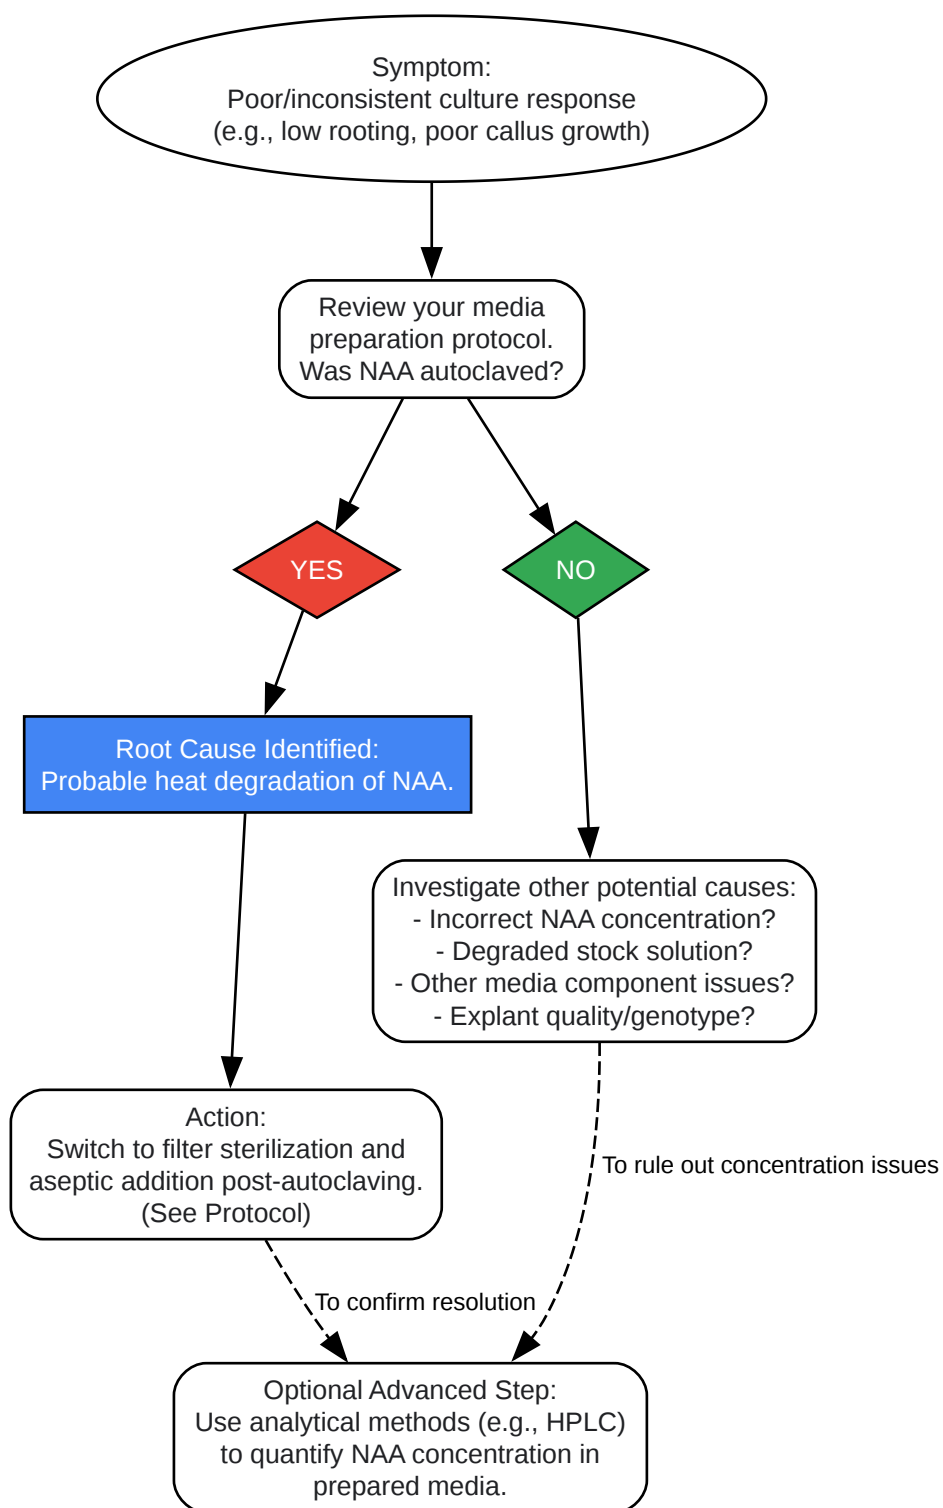 Symptom:
Poor/inconsistent culture response
(e.g., low rooting, poor callus growth)
Review your media
preparation protocol.
Was NAA autoclaved?
YES
NO
Root Cause Identified:
Probable heat degradation of NAA.
Investigate other potential causes:
- Incorrect NAA concentration?
- Degraded stock solution?
- Other media component issues?
- Explant quality/genotype?
Action:
Switch to filter sterilization and
aseptic addition post-autoclaving.
(See Protocol)
To rule out concentration issues
To confirm resolution
Optional Advanced Step:
Use analytical methods (e.g., HPLC)
to quantify NAA concentration in
prepared media.